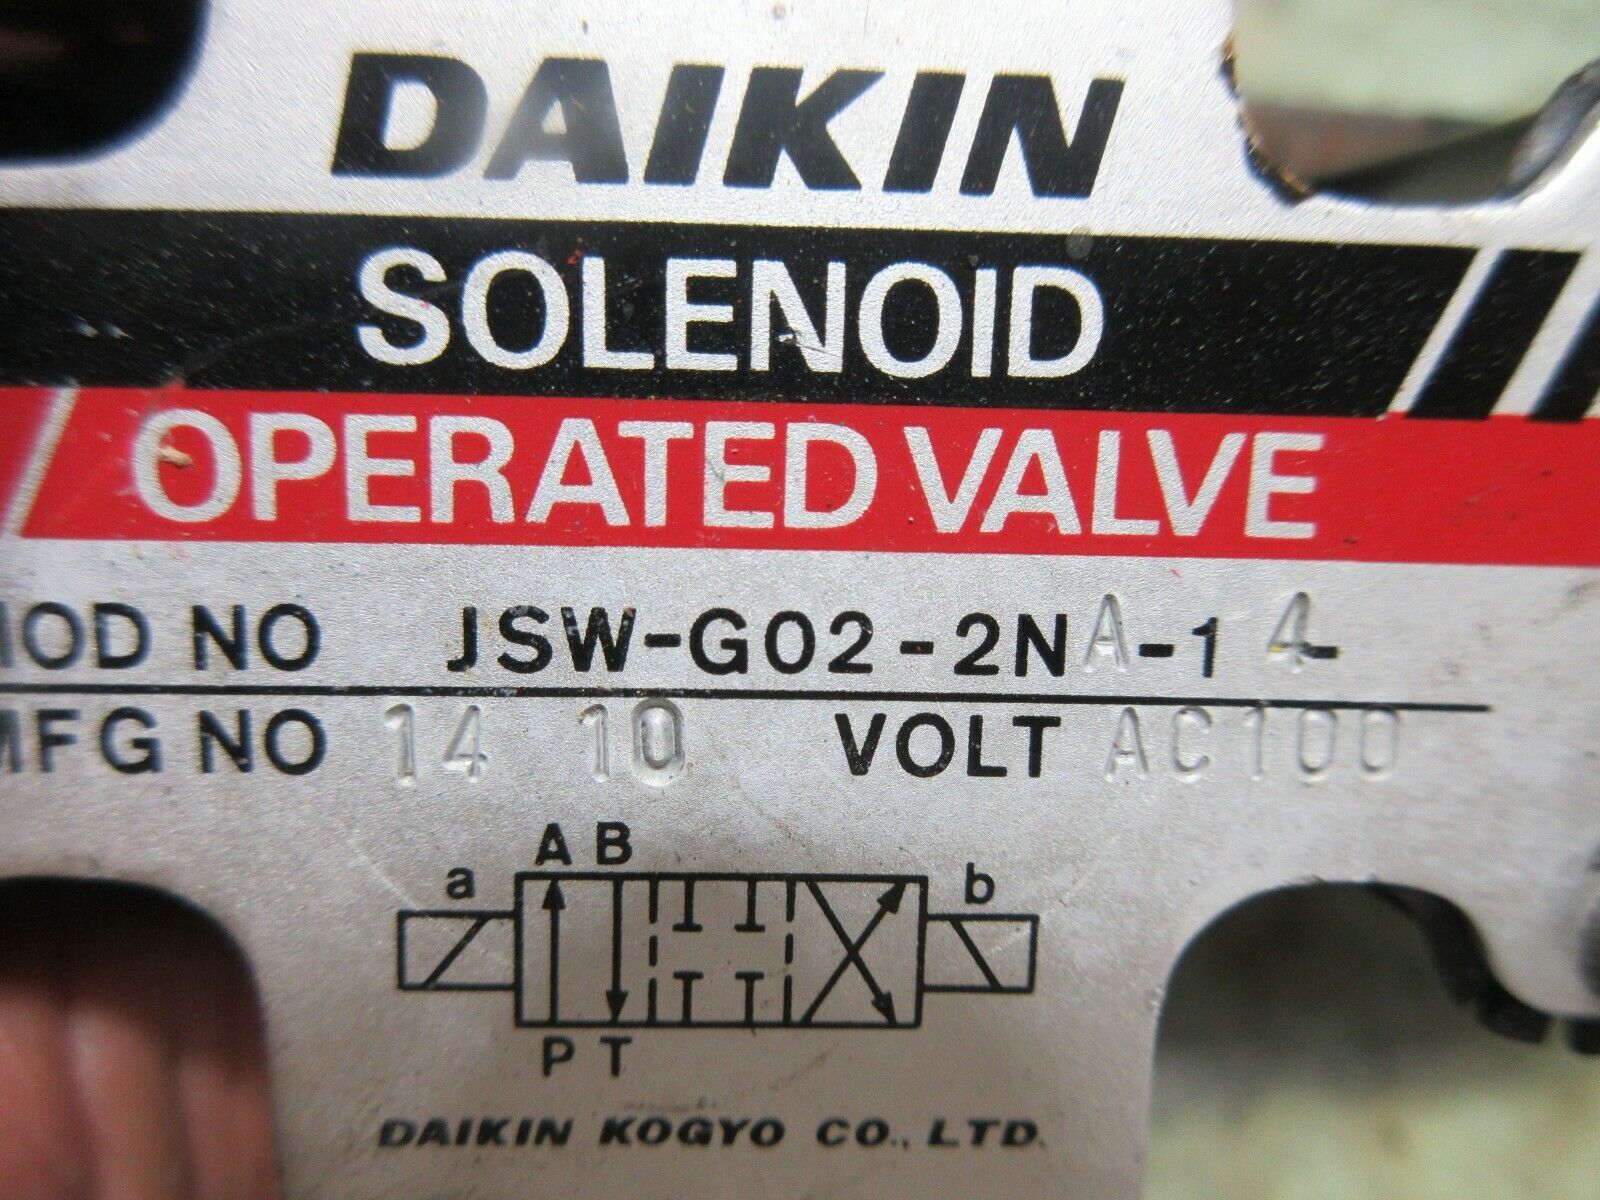 DAIKIN
SOLENOID
OPERATED VALVE
MOD NO JSW-G02-2NA-14
MFG NO 14 10 VOLT AC100
A B
a b
P T
DAIKIN KOGYO CO., LTD.